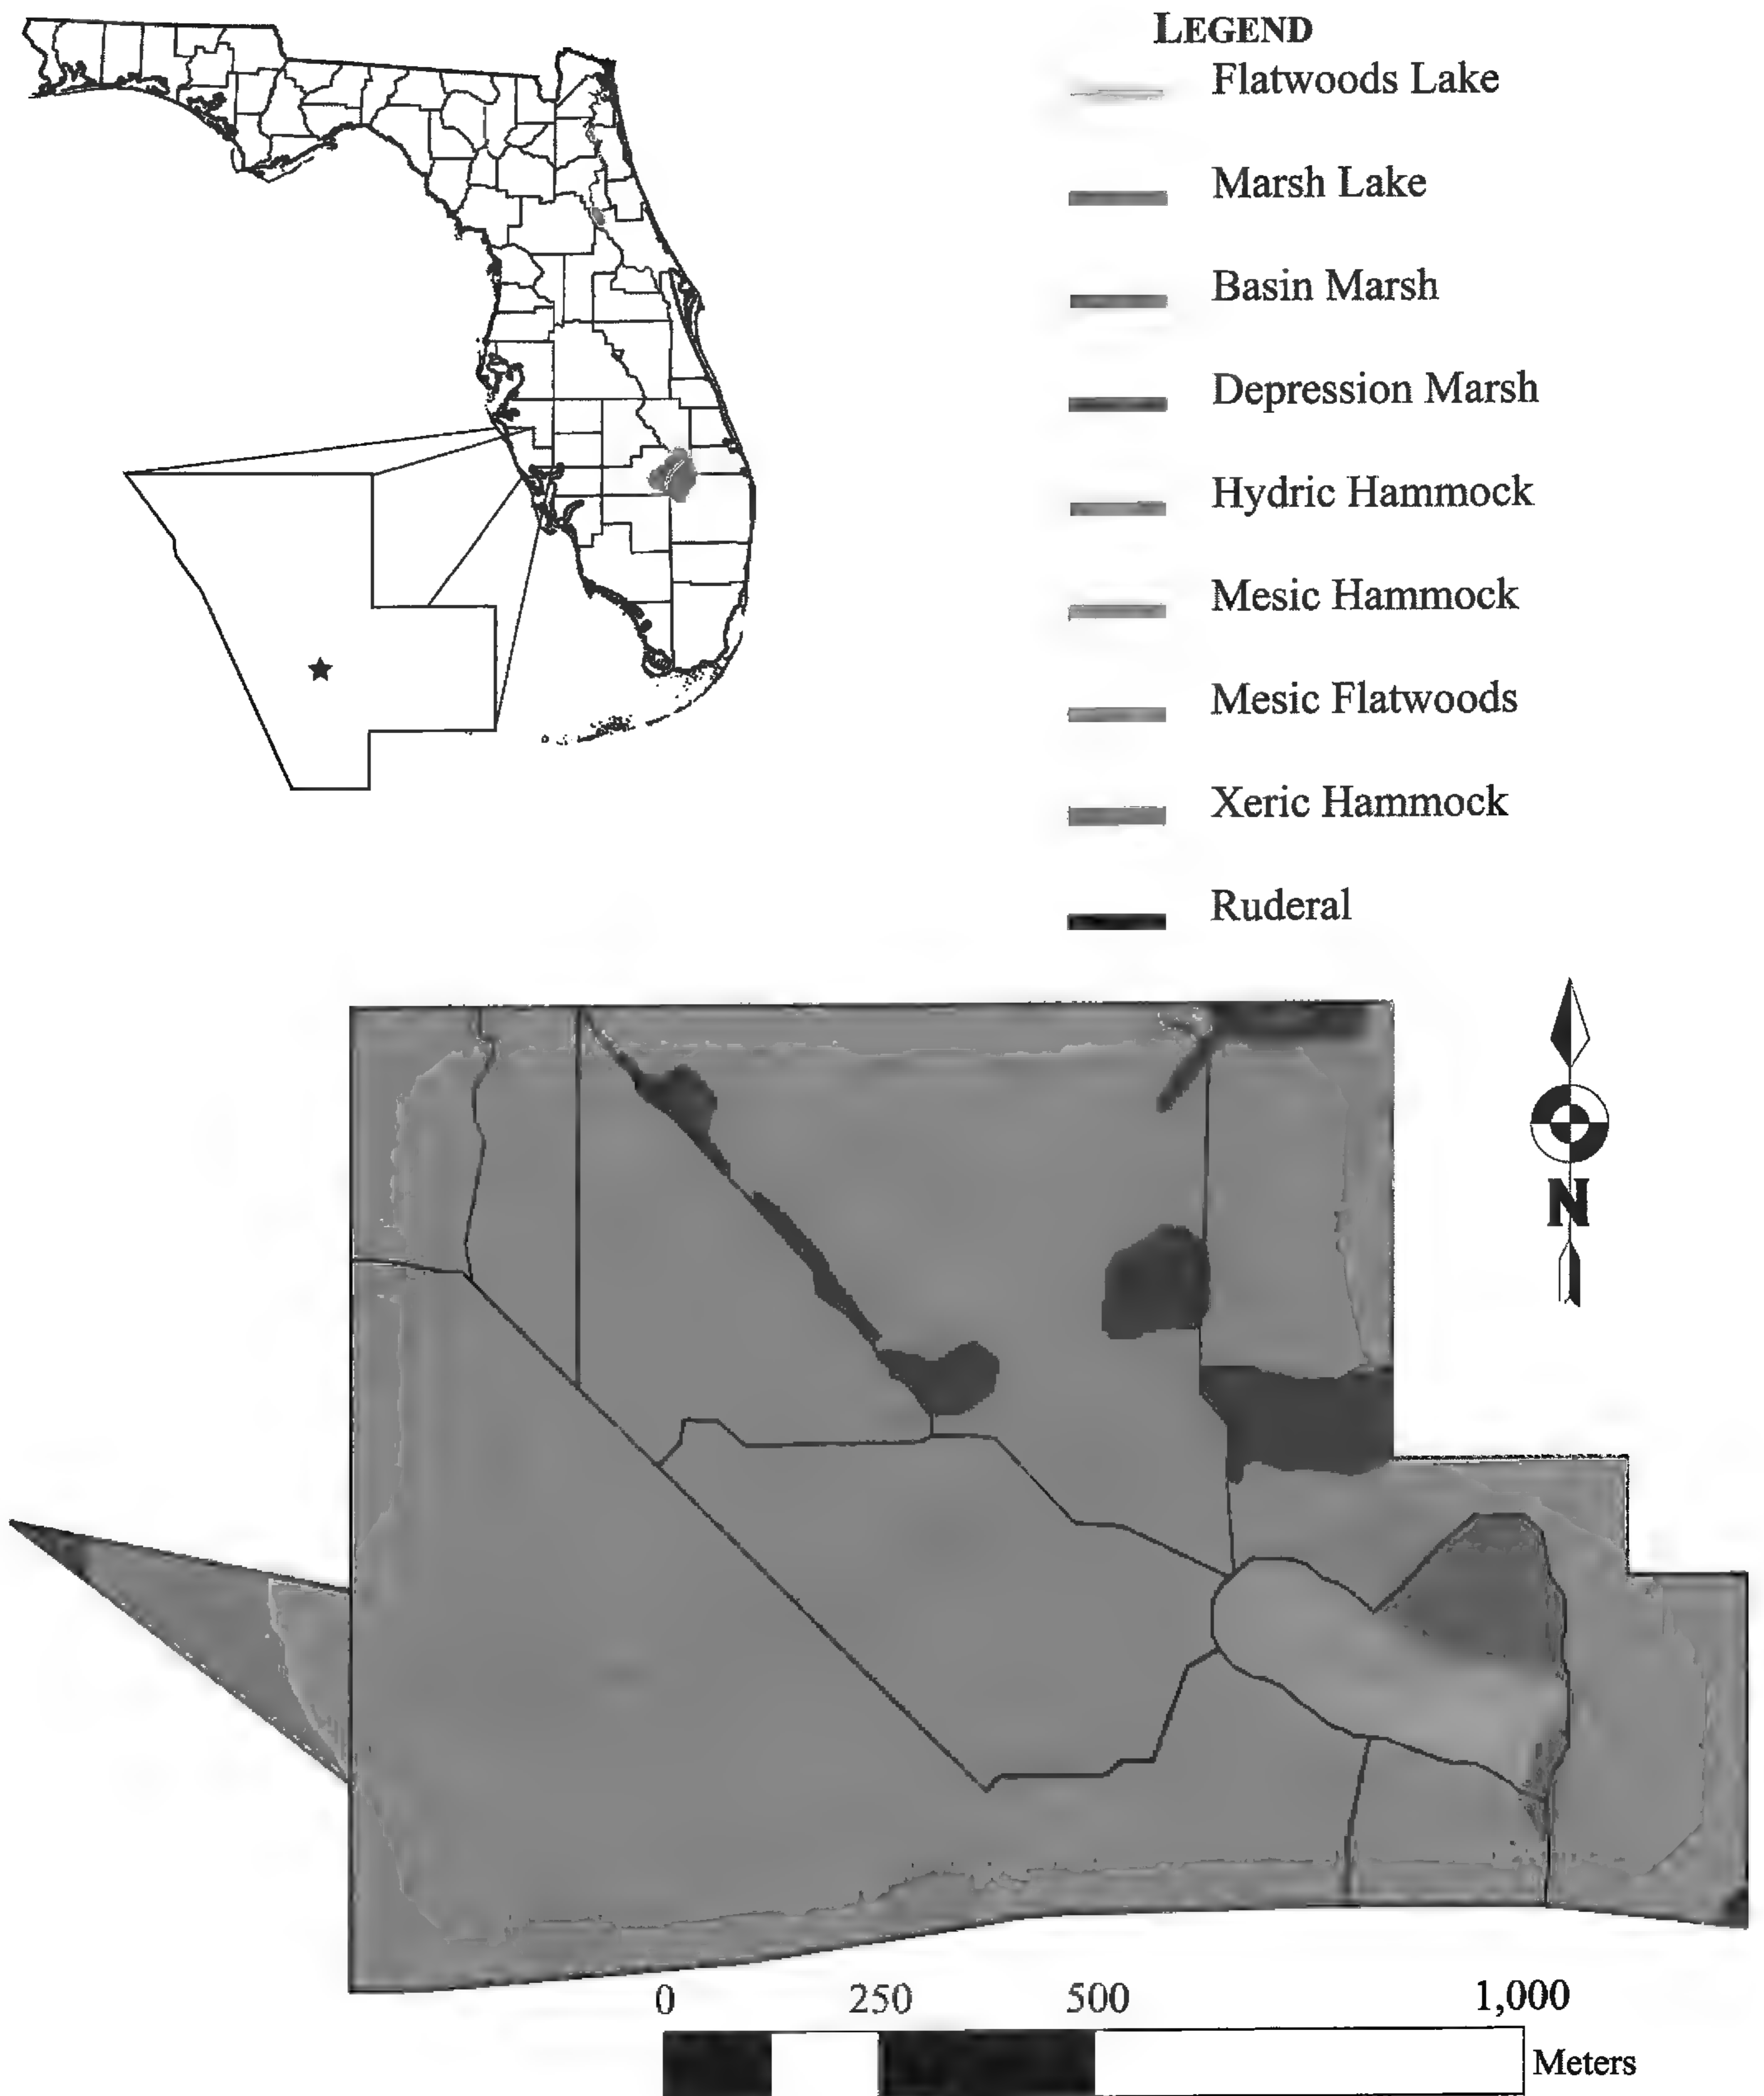 LEGEND
Flatwoods Lake
Marsh Lake
Basin Marsh
Depression Marsh
Hydric Hammock
Mesic Hammock
Mesic Flatwoods
Xeric Hammock
Ruderal
N
0 250 500 1,000
Meters